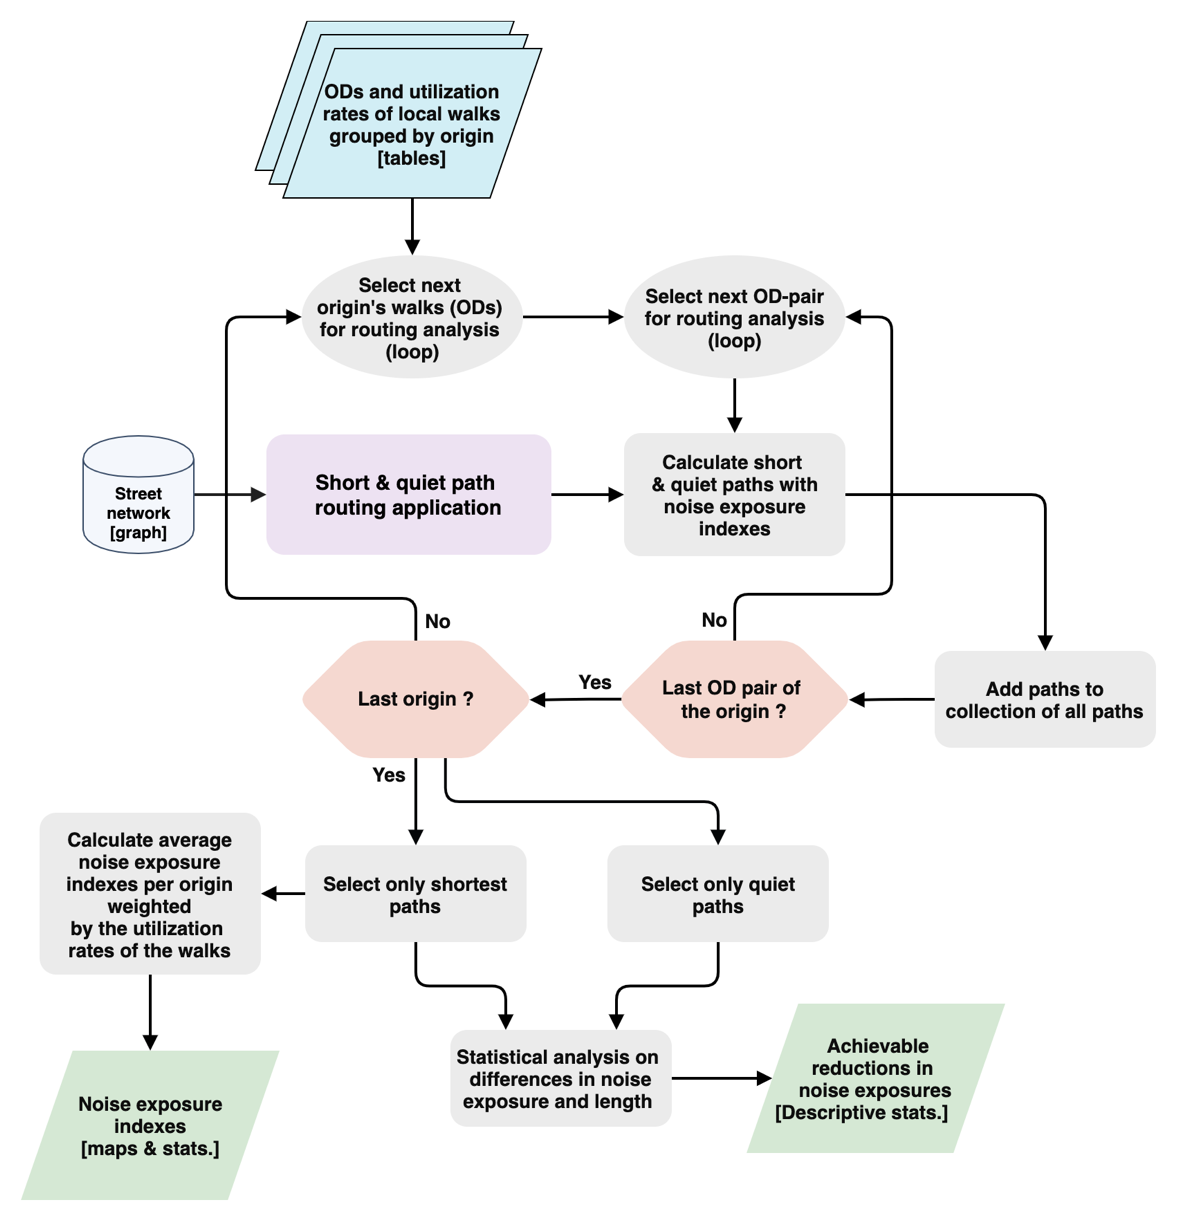 ODs and utilization
rates of local walks
grouped by origin
[tables]
Select next
origin's walks (ODs)
for routing analysis
(loop)
Select next OD-pair
for routing analysis
(loop)
Street
network
[graph]
Short & quiet path
routing application
Calculate short
& quiet paths with
noise exposure
indexes
No
No
Last origin ?
Yes
Last OD pair of
the origin ?
Add paths to
collection of all paths
Yes
Calculate average
noise exposure
indexes per origin
weighted
by the utilization
rates of the walks
Select only shortest
paths
Select only quiet
paths
Statistical analysis on
differences in noise
exposure and length
Achievable
reductions in
noise exposures
[Descriptive stats.]
Noise exposure
indexes
[maps & stats.]